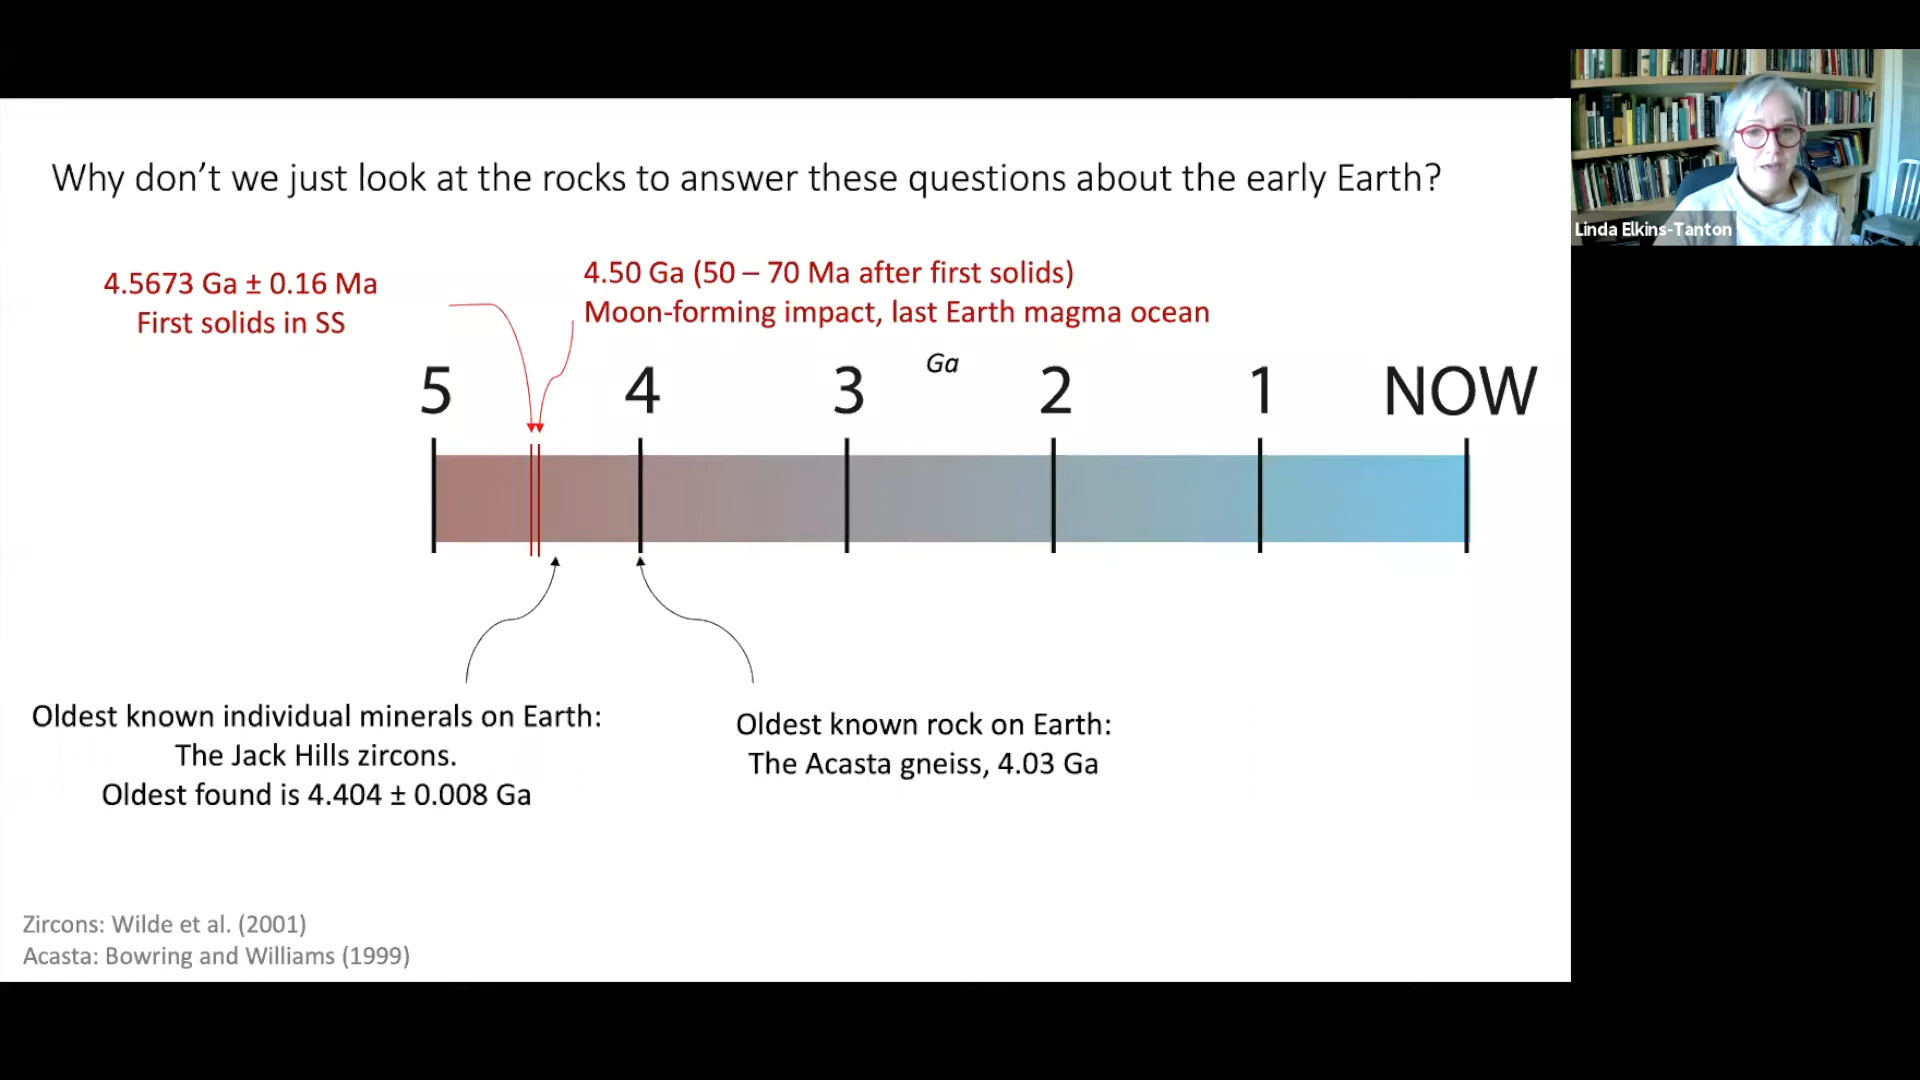 Why don't we just look at the rocks to answer these questions about the early Earth?
4.5673 Ga ± 0.16 Ma
First solids in SS
4.50 Ga (50 – 70 Ma after first solids)
Moon-forming impact, last Earth magma ocean
Ga
5 4 3 2 1 NOW
Oldest known individual minerals on Earth:
The Jack Hills zircons.
Oldest found is 4.404 ± 0.008 Ga
Oldest known rock on Earth:
The Acasta gneiss, 4.03 Ga
Zircons: Wilde et al. (2001)
Acasta: Bowring and Williams (1999)
Linda Elkins-Tanton